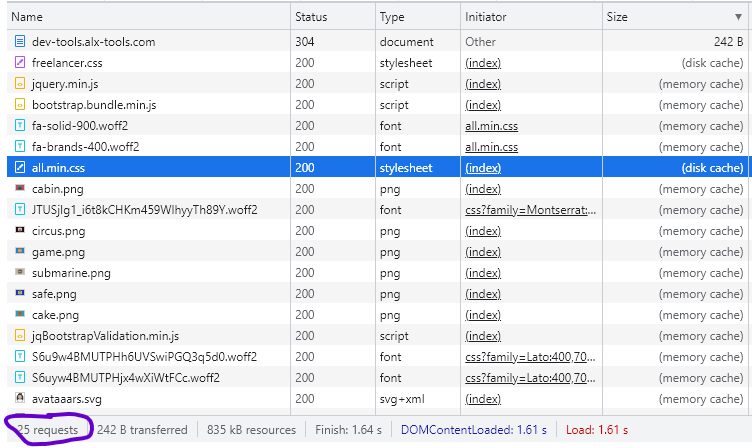 Name Status Type Initiator Size
dev-tools.alx-tools.com 304 document Other 242 B
freelancer.css 200 stylesheet (index) (disk cache)
jquery.min.js 200 script (index) (memory cache)
bootstrap.bundle.min.js 200 script (index) (memory cache)
fa-solid-900.woff2 200 font all.min.css (memory cache)
fa-brands-400.woff2 200 font all.min.css (memory cache)
all.min.css 200 stylesheet (index) (disk cache)
cabin.png 200 png (index) (memory cache)
JTUSjIg1_i6t8kCHKm459WlhyyTh89Y.woff2 200 font css?family=Montserrat:... (memory cache)
circus.png 200 png (index) (memory cache)
game.png 200 png (index) (memory cache)
submarine.png 200 png (index) (memory cache)
safe.png 200 png (index) (memory cache)
cake.png 200 png (index) (memory cache)
jqBootstrapValidation.min.js 200 script (index) (memory cache)
S6u9w4BMUTPHh6UVSwiPGQ3q5d0.woff2 200 font css?family=Lato:400,70... (memory cache)
S6uyw4BMUTPHjx4wXiWtFCc.woff2 200 font css?family=Lato:400,70... (memory cache)
avataaars.svg 200 svg+xml (index) (memory cache)
25 requests 242 B transferred 835 kB resources Finish: 1.64 s DOMContentLoaded: 1.61 s Load: 1.61 s